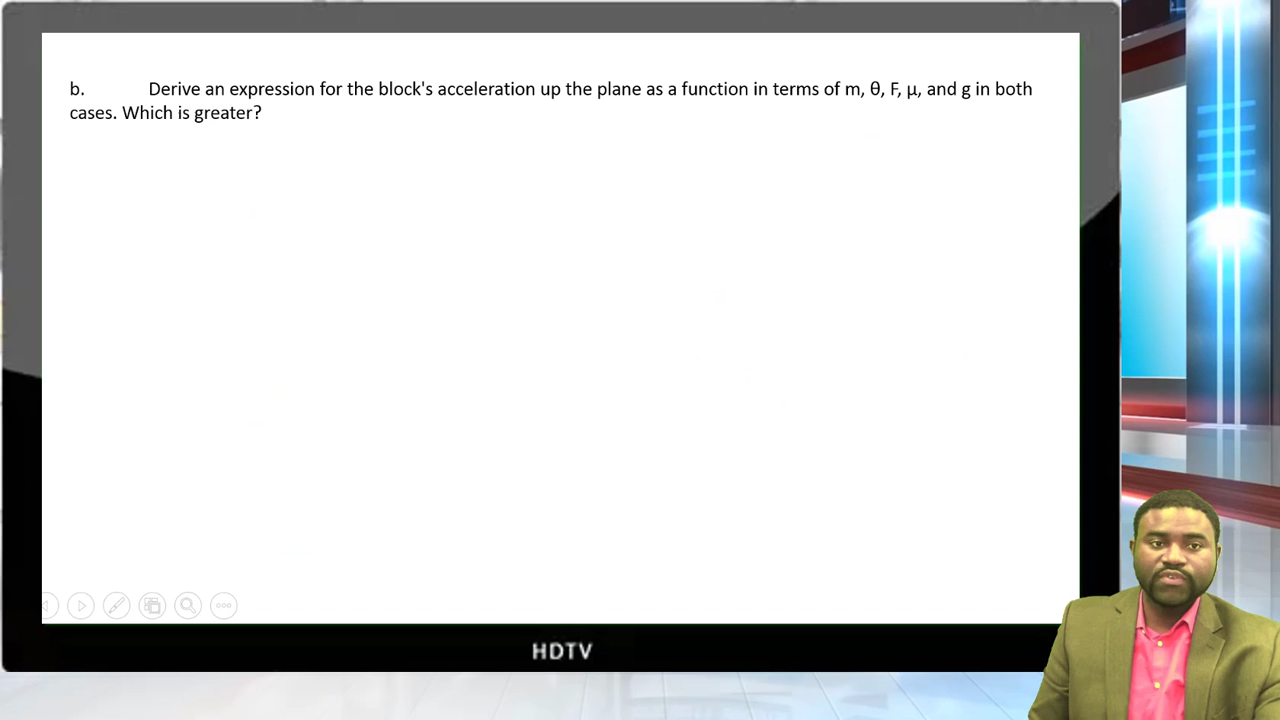 b. Derive an expression for the block's acceleration up the plane as a function in terms of m, θ, F, μ, and g in both
cases. Which is greater?
HDTV